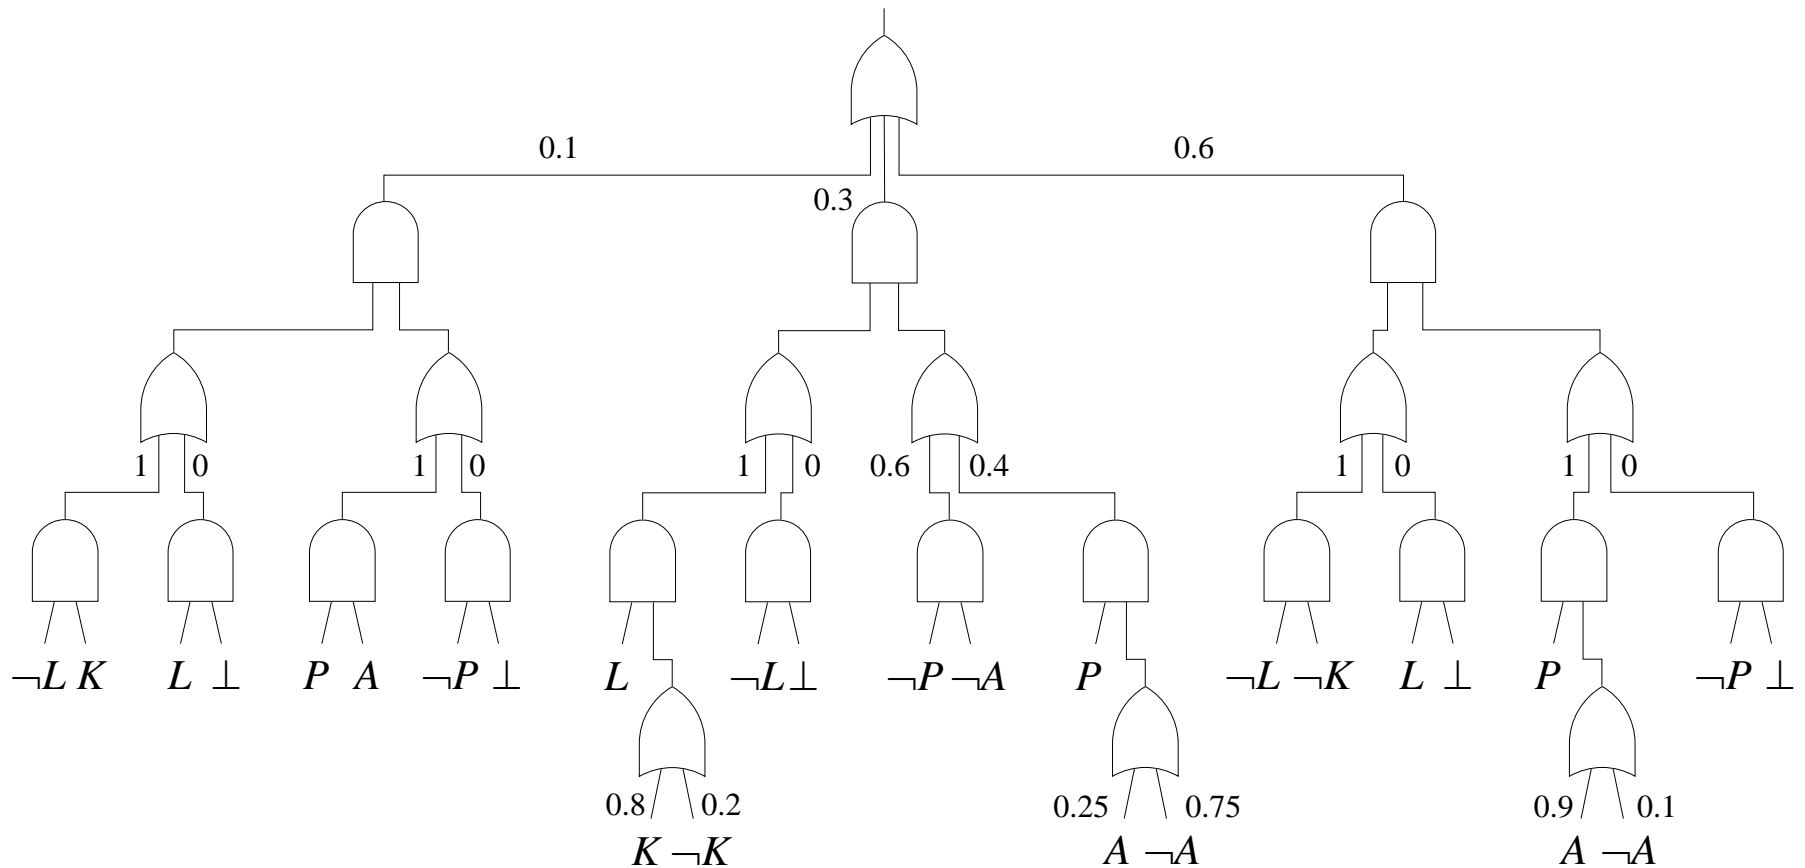 0.1 0.6
0.3
1 0 1 0 1 0 0.6 0.4 1 0 1 0
¬L K L ⊥ P A ¬P ⊥ L ¬L⊥ ¬P ¬A P ¬L ¬K L ⊥ P ¬P ⊥
0.8 0.2 0.25 0.75 0.9 0.1
K ¬K A ¬A A ¬A